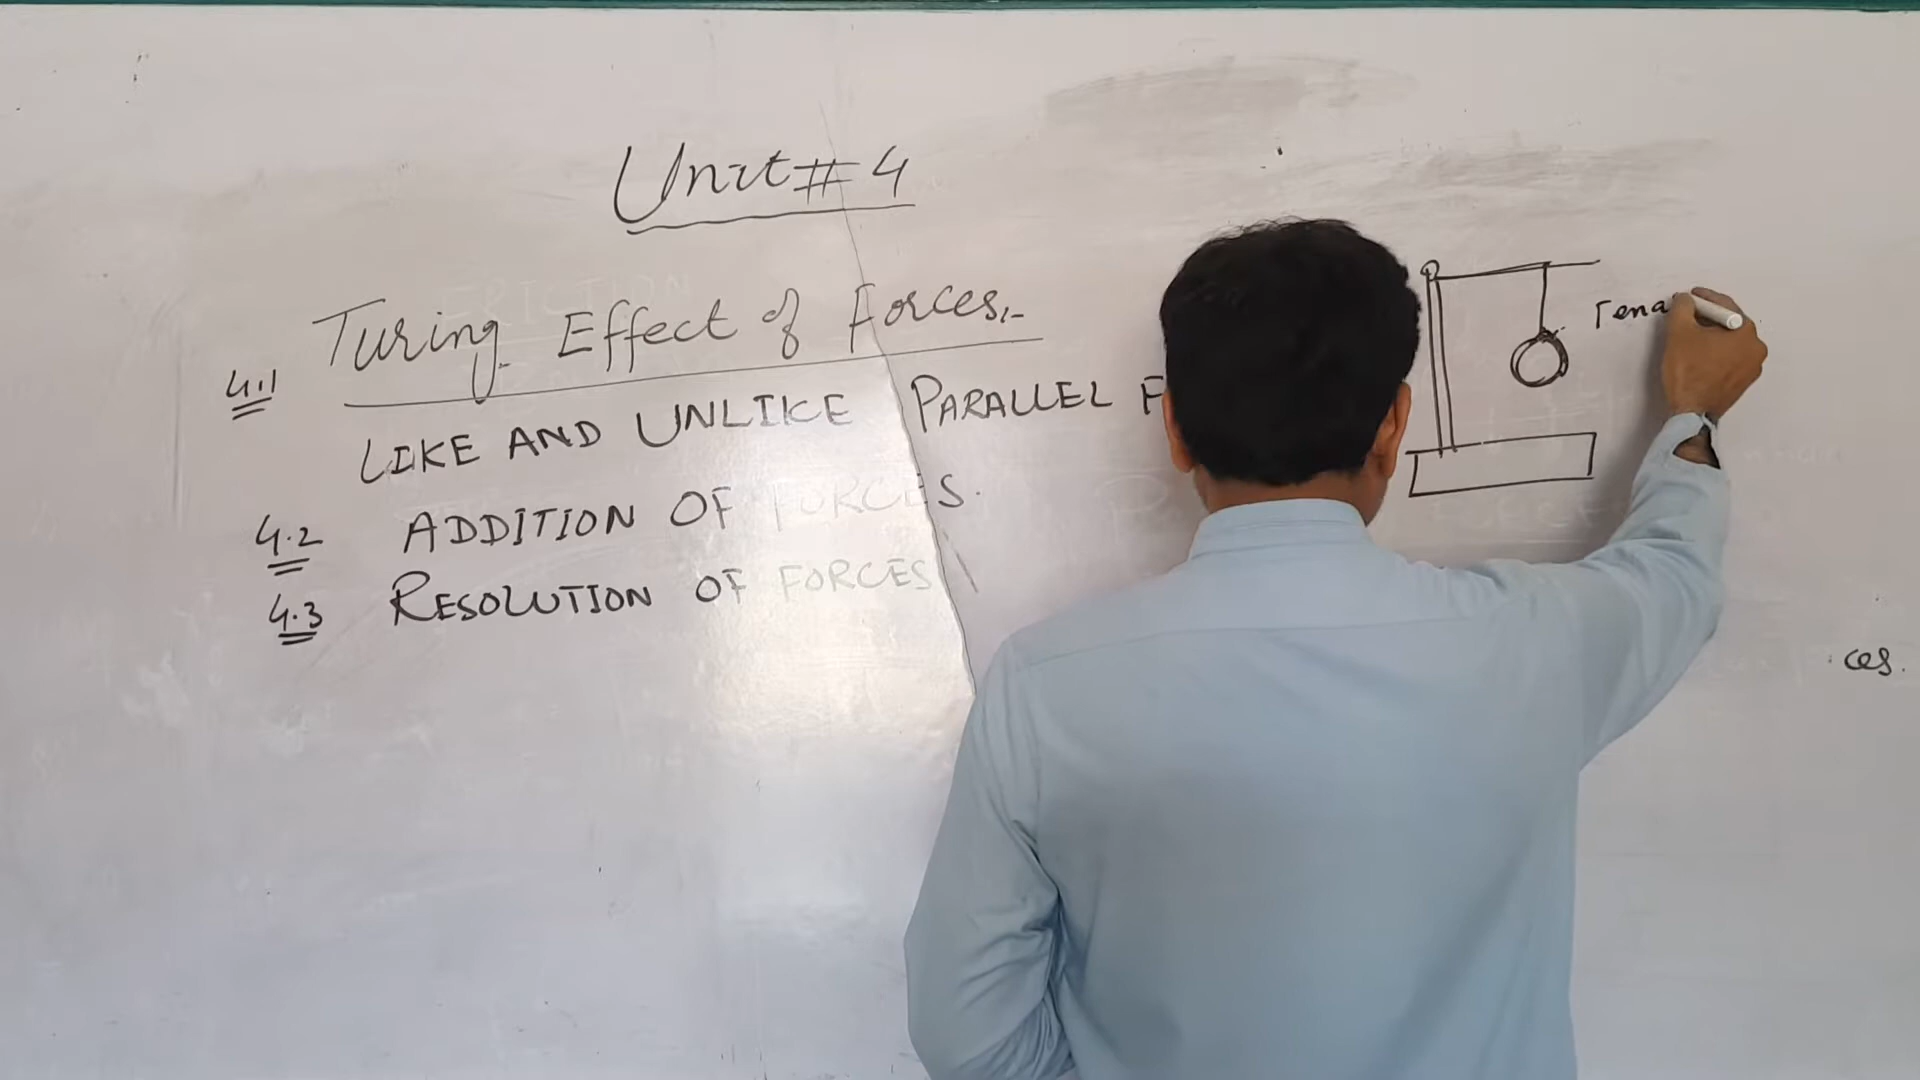 Unit # 4
Turing Effect of Forces.
4.1
LIKE AND UNLIKE PARALLEL F
4.2 ADDITION OF FORCES.
4.3 RESOLUTION OF FORCES
Tena
ces.